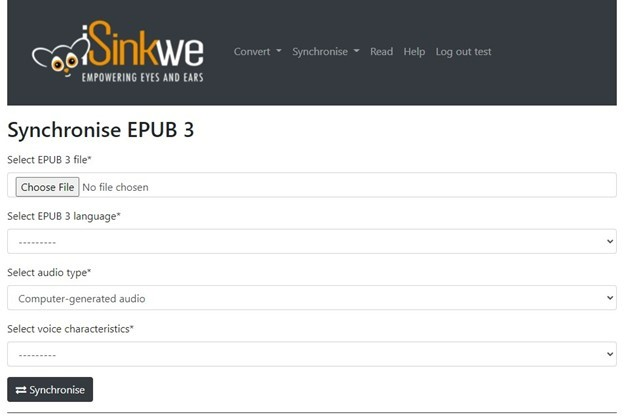 iSinkwe
EMPOWERING EYES AND EARS
Convert Synchronise Read Help Log out test
Synchronise EPUB 3
Select EPUB 3 file*
Choose File No file chosen
Select EPUB 3 language*
---------
Select audio type*
Computer-generated audio
Select voice characteristics*
---------
Synchronise